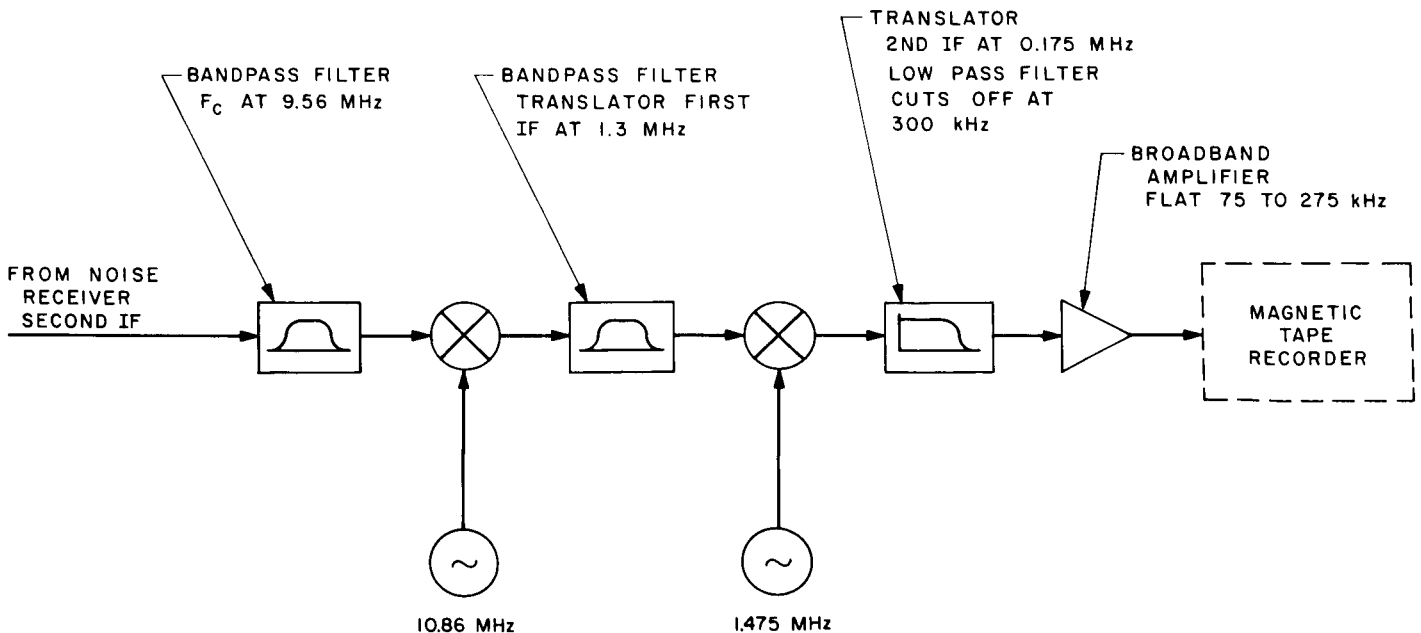 TRANSLATOR
2ND IF AT 0.175 MHz
LOW PASS FILTER
CUTS OFF AT
300 kHz
BANDPASS FILTER
FC AT 9.56 MHz
BANDPASS FILTER
TRANSLATOR FIRST
IF AT 1.3 MHz
BROADBAND
AMPLIFIER
FLAT 75 TO 275 kHz
FROM NOISE
RECEIVER
SECOND IF
MAGNETIC
TAPE
RECORDER
10.86 MHz
1.475 MHz